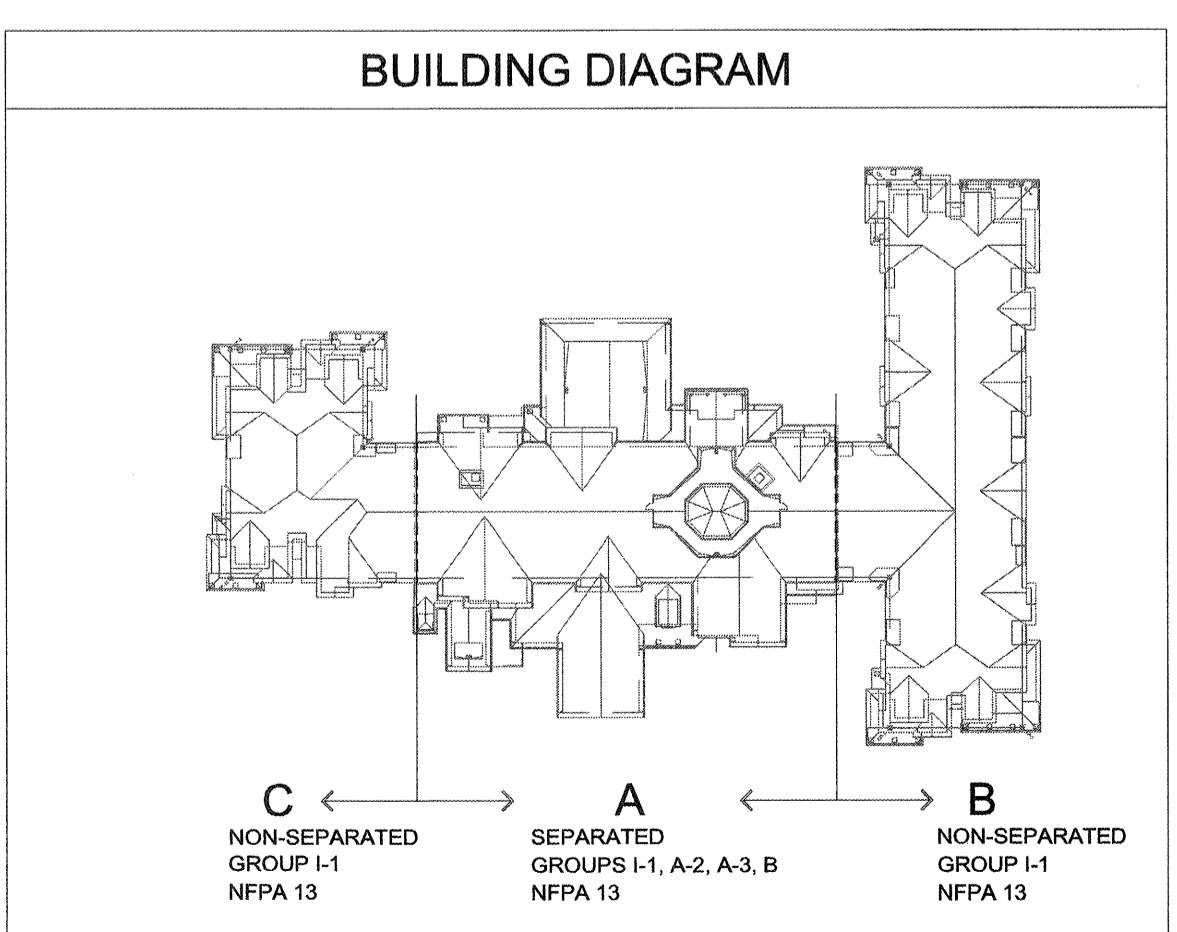 BUILDING DIAGRAM
C
NON-SEPARATED
GROUP I-1
NFPA 13
A
SEPARATED
GROUPS I-1, A-2, A-3, B
NFPA 13
B
NON-SEPARATED
GROUP I-1
NFPA 13